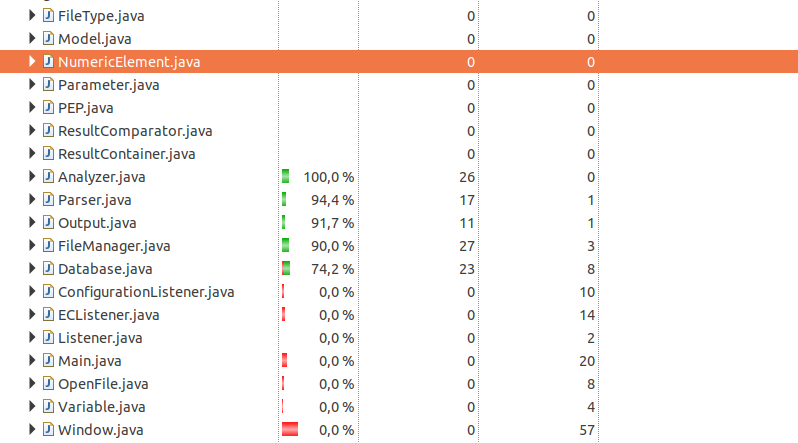 FileType.java 0 0
Model.java 0 0
NumericElement.java 0 0
Parameter.java 0 0
PEP.java 0 0
ResultComparator.java 0 0
ResultContainer.java 0 0
Analyzer.java 100,0 % 26 0
Parser.java 94,4 % 17 1
Output.java 91,7 % 11 1
FileManager.java 90,0 % 27 3
Database.java 74,2 % 23 8
ConfigurationListener.java 0,0 % 0 10
ECListener.java 0,0 % 0 14
Listener.java 0,0 % 0 2
Main.java 0,0 % 0 20
OpenFile.java 0,0 % 0 8
Variable.java 0,0 % 0 4
Window.java 0,0 % 0 57